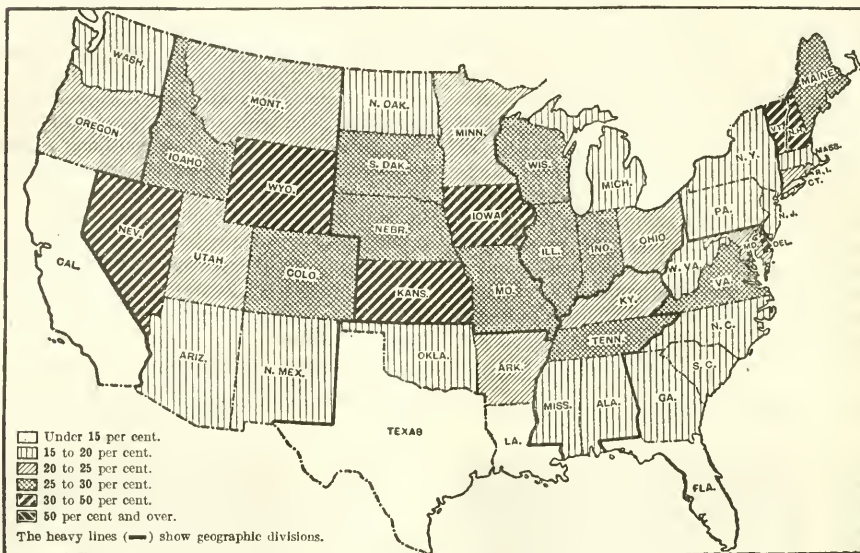 WASH.
OREGON
IDAHO
MONT.
N. DAK.
S. DAK.
MINN.
WIS.
MICH.
WYO.
NEBR.
IOWA
NEV.
UTAH
COLO.
KANS.
MO.
ILL.
IND.
OHIO
KY.
TENN.
W. VA.
VA.
PA.
N. Y.
VT.
N.H.
MAINE
MASS.
R. I.
CT.
N. J.
DEL.
MD.
N. C.
S. C.
GA.
ALA.
MISS.
ARK.
LA.
OKLA.
TEXAS
N. MEX.
ARIZ.
CAL.
FLA.
Under 15 per cent.
15 to 20 per cent.
20 to 25 per cent.
25 to 30 per cent.
30 to 50 per cent.
50 per cent and over.
The heavy lines (▬) show geographic divisions.